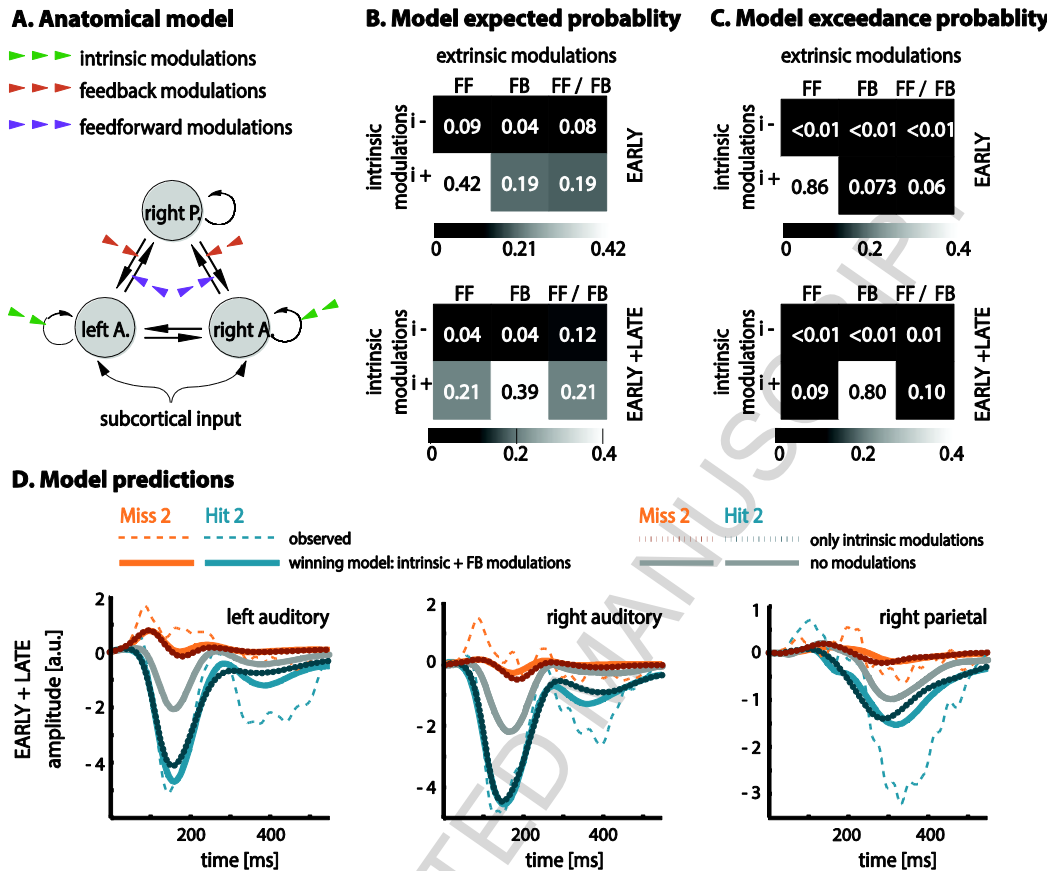 A. Anatomical model
intrinsic modulations
feedback modulations
feedforward modulations
right P.
left A.
right A.
subcortical input
B. Model expected probablity
extrinsic modulations
FF FB FF / FB
intrinsic
modulations
i - 0.09 0.04 0.08
i + 0.42 0.19 0.19
EARLY
0 0.21 0.42
FF FB FF / FB
intrinsic
modulations
i - 0.04 0.04 0.12
i + 0.21 0.39 0.21
EARLY +LATE
0 0.2 0.4
C. Model exceedance probablity
extrinsic modulations
FF FB FF / FB
intrinsic
modulations
i - <0.01 <0.01 <0.01
i + 0.86 0.073 0.06
EARLY
0 0.2 0.4
FF FB FF / FB
intrinsic
modulations
i - <0.01 <0.01 0.01
i + 0.09 0.80 0.10
EARLY +LATE
0 0.2 0.4
D. Model predictions
Miss 2 Hit 2
observed
winning model: intrinsic + FB modulations
Miss 2 Hit 2
only intrinsic modulations
no modulations
EARLY + LATE
amplitude [a.u.]
left auditory
2
0
- 2
- 4
200 400
time [ms]
right auditory
2
0
- 2
- 4
200 400
time [ms]
right parietal
1
0
-1
- 2
- 3
200 400
time [ms]
TED MANUSCRIPT